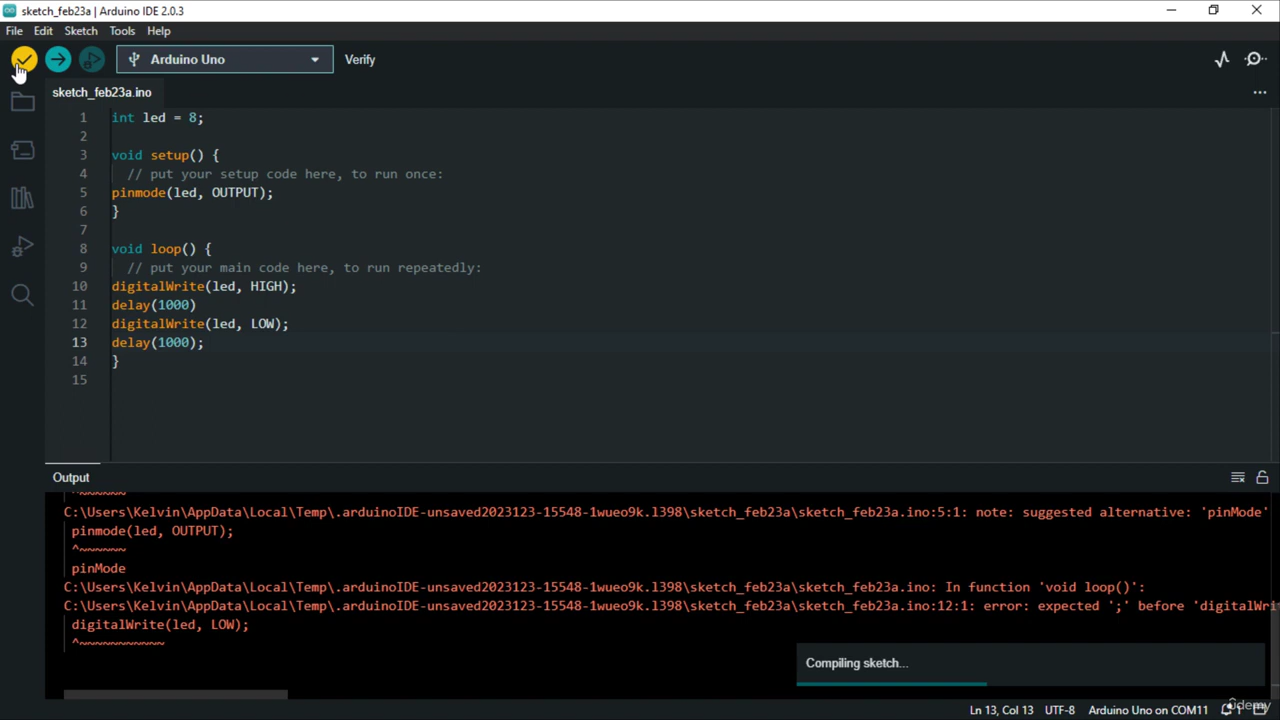 sketch_feb23a | Arduino IDE 2.0.3
File Edit Sketch Tools Help
Arduino Uno Verify
sketch_feb23a.ino
1 int led = 8;
2
3 void setup() {
4 // put your setup code here, to run once:
5 pinmode(led, OUTPUT);
6 }
7
8 void loop() {
9 // put your main code here, to run repeatedly:
10 digitalWrite(led, HIGH);
11 delay(1000)
12 digitalWrite(led, LOW);
13 delay(1000);
14 }
15
Output
^~~~~~~
C:\Users\Kelvin\AppData\Local\Temp\.arduinoIDE-unsaved2023123-15548-1wueo9k.l398\sketch_feb23a\sketch_feb23a.ino:5:1: note: suggested alternative: 'pinMode'
pinmode(led, OUTPUT);
^~~~~~~
pinMode
C:\Users\Kelvin\AppData\Local\Temp\.arduinoIDE-unsaved2023123-15548-1wueo9k.l398\sketch_feb23a\sketch_feb23a.ino: In function 'void loop()':
C:\Users\Kelvin\AppData\Local\Temp\.arduinoIDE-unsaved2023123-15548-1wueo9k.l398\sketch_feb23a\sketch_feb23a.ino:12:1: error: expected ';' before 'digitalWri
digitalWrite(led, LOW);
^~~~~~~~~~~~
Compiling sketch...
Ln 13, Col 13 UTF-8 Arduino Uno on COM11 1
Udemy